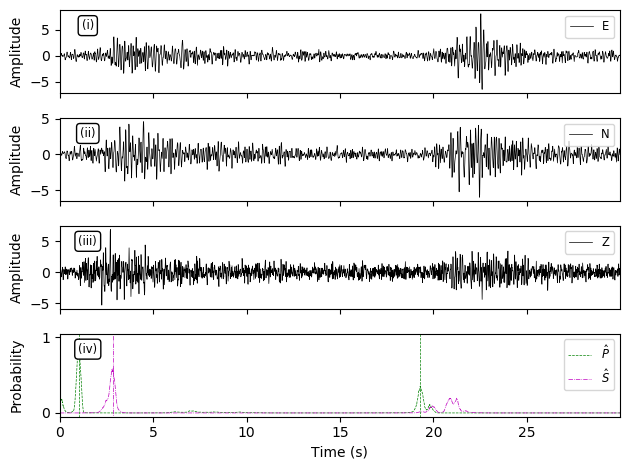 (i)
E
Amplitude
5
0
−5
(ii)
N
Amplitude
5
0
−5
(iii)
Z
Amplitude
5
0
−5
(iv)
P̂
Ŝ
Probability
1
0
0 5 10 15 20 25
Time (s)